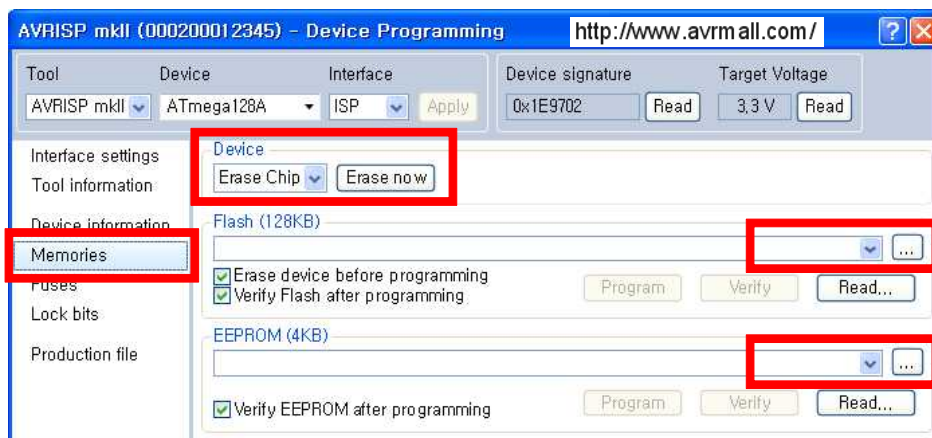 AVRISP mkII (000200012345) - Device Programming
http://www.avrmall.com/
Tool Device Interface Device signature Target Voltage
AVRISP mkII ATmega128A ISP Apply 0x1E9702 Read 3,3 V Read
Interface settings
Tool information
Device information
Memories
Fuses
Lock bits
Production file
Device
Erase Chip Erase now
Flash (128KB)
...
Erase device before programming
Verify Flash after programming
Program Verify Read...
EEPROM (4KB)
...
Verify EEPROM after programming
Program Verify Read...